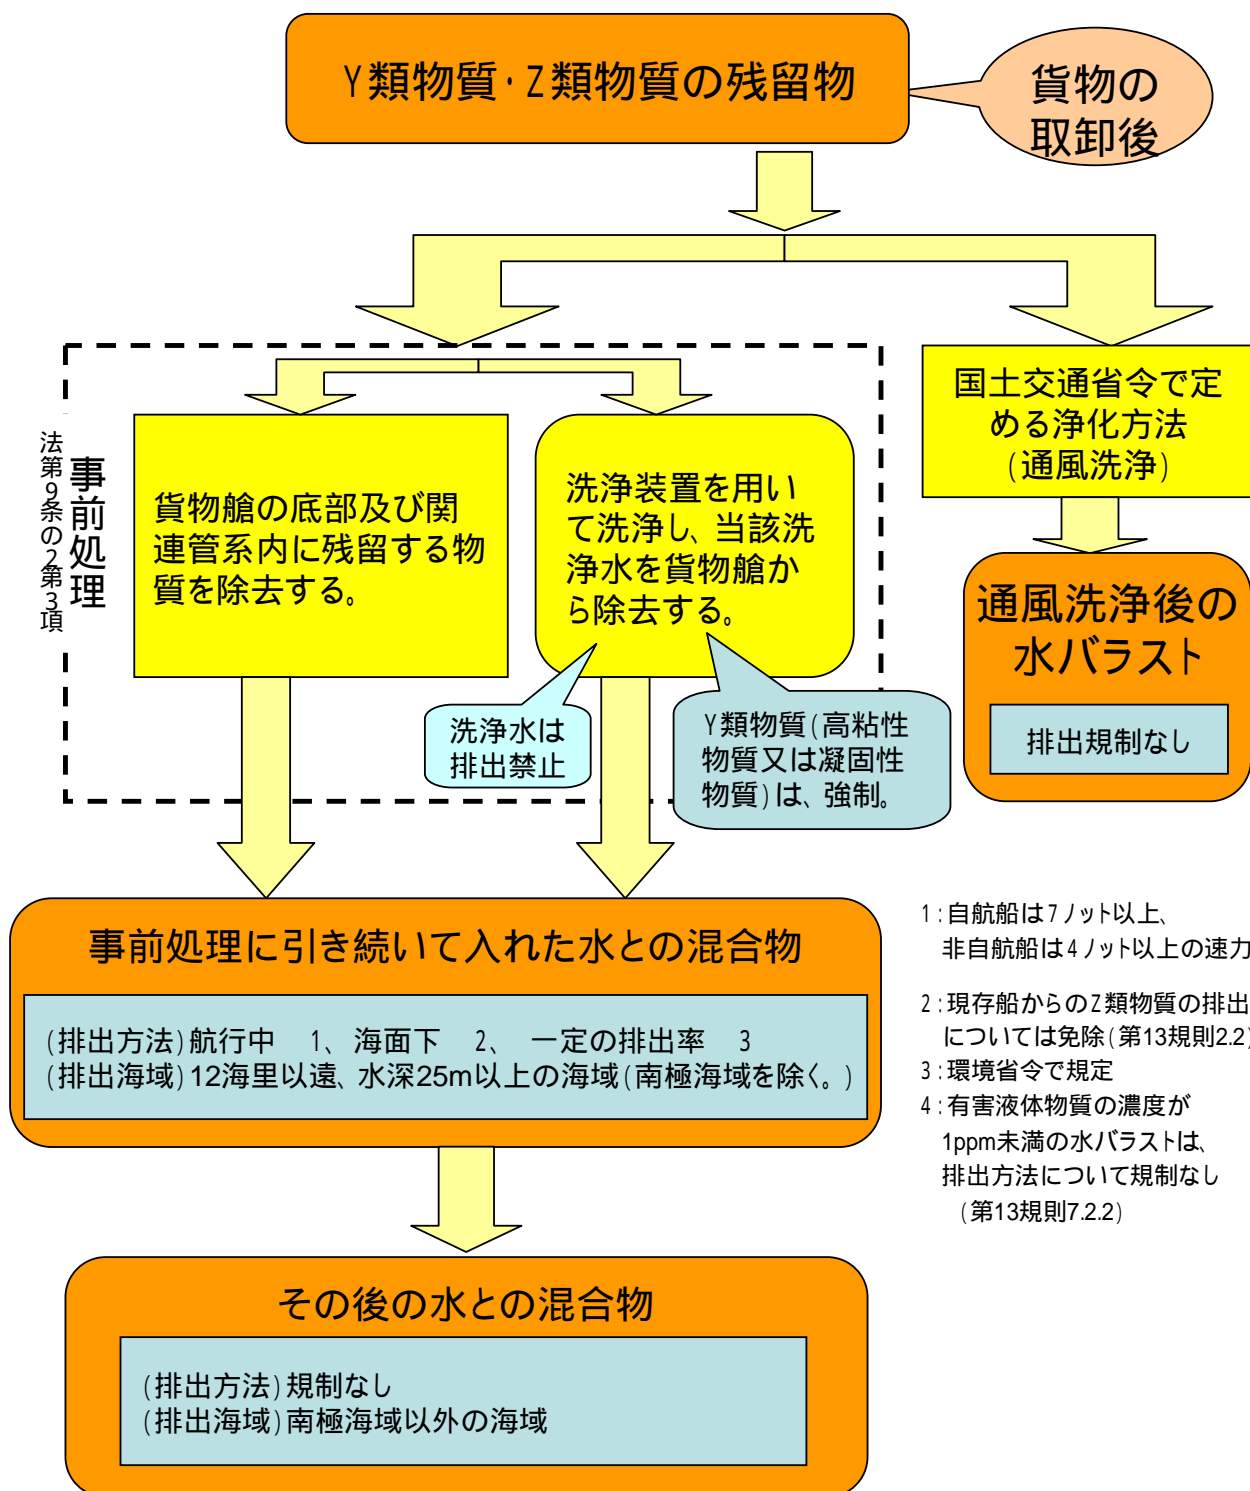 Y類物質・Z類物質の残留物
貨物の
取卸後
法第9条の2第3項
事前処理
貨物艙の底部及び関
連管系内に残留する物
質を除去する。
洗浄装置を用い
て洗浄し、当該洗
浄水を貨物艙か
ら除去する。
国土交通省令で定
める浄化方法
(通風洗浄)
洗浄水は
排出禁止
Y類物質(高粘性
物質又は凝固性
物質)は、強制。
通風洗浄後の
水バラスト
排出規制なし
事前処理に引き続いて入れた水との混合物
(排出方法)航行中 1、海面下 2、一定の排出率 3
(排出海域)12海里以遠、水深25m以上の海域(南極海域を除く。)
1:自航船は7ノット以上、
非自航船は4ノット以上の速力
2:現存船からのZ類物質の排出
については免除(第13規則2.2)
3:環境省令で規定
4:有害液体物質の濃度が
1ppm未満の水バラストは、
排出方法について規制なし
(第13規則7.2.2)
その後の水との混合物
(排出方法)規制なし
(排出海域)南極海域以外の海域